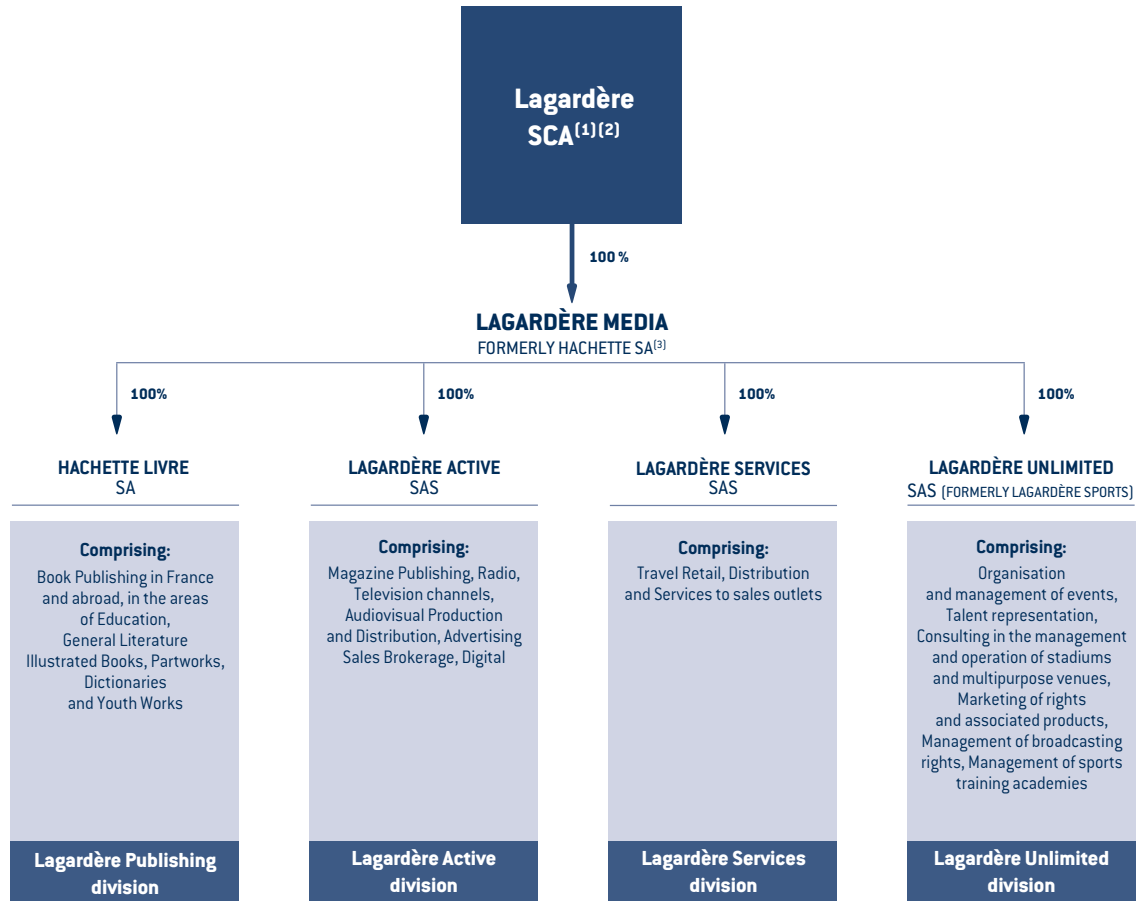 Lagardère
SCA(1)(2)
100 %
LAGARDÈRE MEDIA
FORMERLY HACHETTE SA(3)
100%
100%
100%
100%
HACHETTE LIVRE
SA
Comprising:
Book Publishing in France
and abroad, in the areas
of Education,
General Literature
Illustrated Books, Partworks,
Dictionaries
and Youth Works
Lagardère Publishing
division
LAGARDÈRE ACTIVE
SAS
Comprising:
Magazine Publishing, Radio,
Television channels,
Audiovisual Production
and Distribution, Advertising
Sales Brokerage, Digital
Lagardère Active
division
LAGARDÈRE SERVICES
SAS
Comprising:
Travel Retail, Distribution
and Services to sales outlets
Lagardère Services
division
LAGARDÈRE UNLIMITED
SAS (FORMERLY LAGARDÈRE SPORTS)
Comprising:
Organisation
and management of events,
Talent representation,
Consulting in the management
and operation of stadiums
and multipurpose venues,
Marketing of rights
and associated products,
Management of broadcasting
rights, Management of sports
training academies
Lagardère Unlimited
division